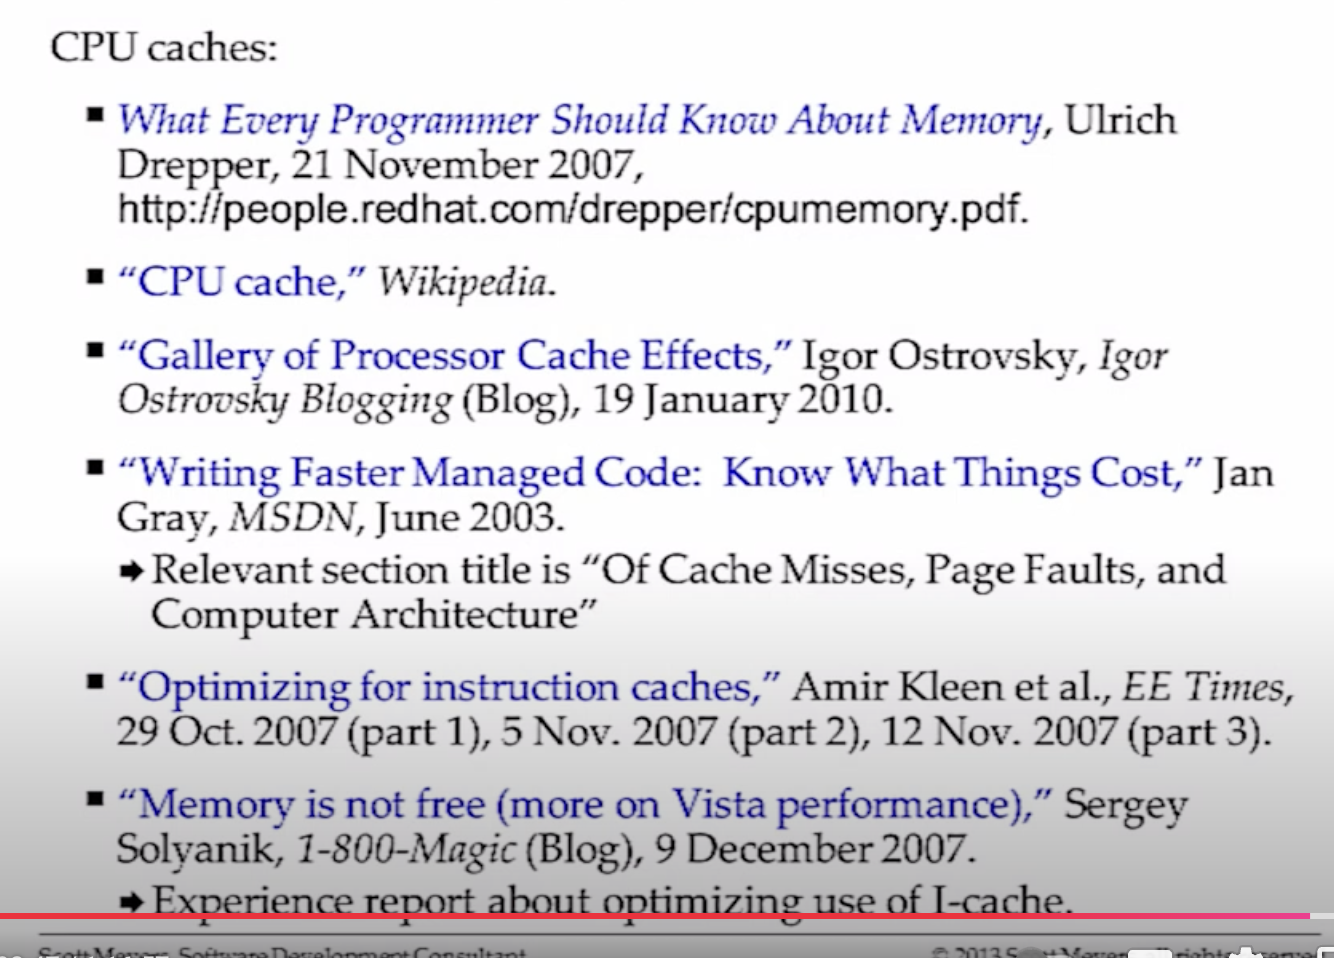 CPU caches:
■ What Every Programmer Should Know About Memory, Ulrich
Drepper, 21 November 2007,
http://people.redhat.com/drepper/cpumemory.pdf.
■ “CPU cache,” Wikipedia.
■ “Gallery of Processor Cache Effects,” Igor Ostrovsky, Igor
Ostrovsky Blogging (Blog), 19 January 2010.
■ “Writing Faster Managed Code: Know What Things Cost,” Jan
Gray, MSDN, June 2003.
➨ Relevant section title is “Of Cache Misses, Page Faults, and
Computer Architecture”
■ “Optimizing for instruction caches,” Amir Kleen et al., EE Times,
29 Oct. 2007 (part 1), 5 Nov. 2007 (part 2), 12 Nov. 2007 (part 3).
■ “Memory is not free (more on Vista performance),” Sergey
Solyanik, 1-800-Magic (Blog), 9 December 2007.
➨ Experience report about optimizing use of I-cache.
Scott Meyers, Software Development Consultant
© 2013 Scott Meyers, all rights reserved